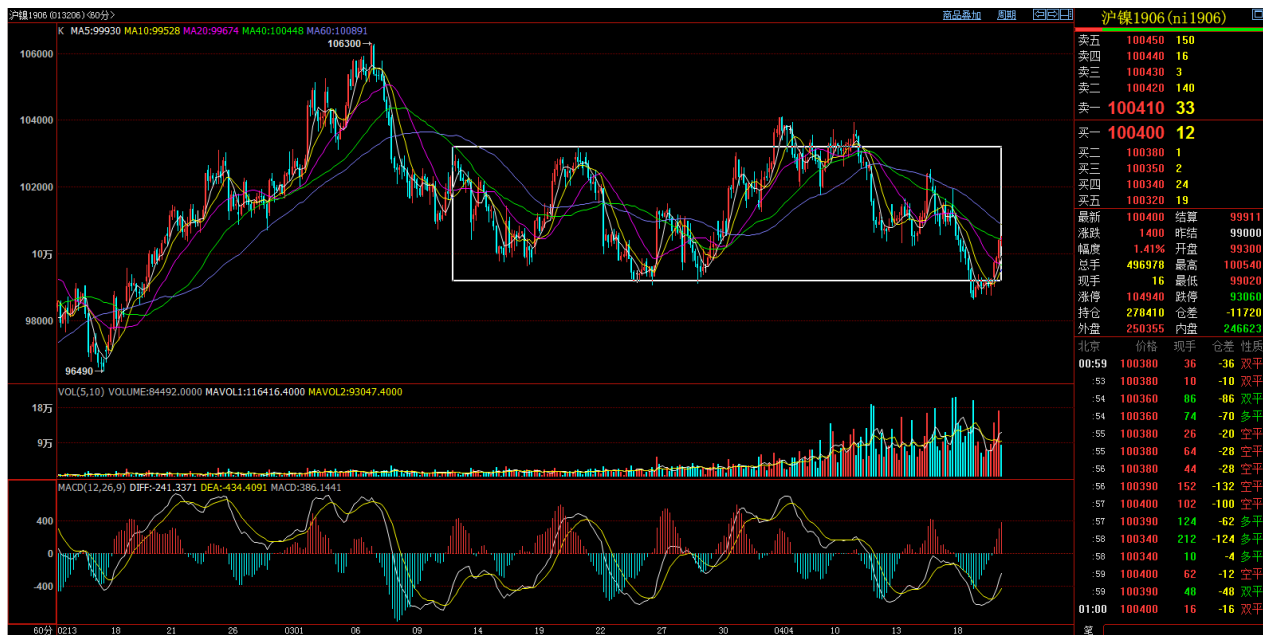 沪镍1906(013206)<60分>
商品叠加 周期
K MA5:99930 MA10:99528 MA20:99674 MA40:100448 MA60:100891
106000
104000
102000
10万
98000
106300→
96490→
VOL(5,10) VOLUME:84492.0000 MAVOL1:116416.4000 MAVOL2:93047.4000
18万
9万
MACD(12,26,9) DIFF:-241.3371 DEA:-434.4091 MACD:386.1441
400
0
-400
60分 0213 18 21 26 0301 06 09 14 19 22 27 30 0404 10 13 18
沪镍1906(ni1906)
卖五 100450 150
卖四 100440 16
卖三 100430 3
卖二 100420 140
卖一 100410 33
买一 100400 12
买二 100380 1
买三 100350 2
买四 100340 24
买五 100320 19
最新 100400 结算 99911
涨跌 1400 昨结 99000
幅度 1.41% 开盘 99300
总手 496978 最高 100540
现手 16 最低 99020
涨停 104940 跌停 93060
持仓 278410 仓差 -11720
外盘 250355 内盘 246623
北京 价格 现手 仓差 性质
00:59 100380 36 -36 双平
:53 100380 10 -10 双平
:54 100360 86 -86 双平
:54 100360 74 -70 多平
:55 100380 26 -20 空平
:55 100380 64 -28 空平
:56 100380 44 -28 空平
:56 100390 152 -132 空平
:57 100400 102 -100 空平
:57 100390 124 -62 多平
:58 100340 212 -124 多平
:58 100340 10 -4 多平
:59 100400 62 -12 空平
:59 100390 48 -48 双平
01:00 100400 16 -16 双平
笔